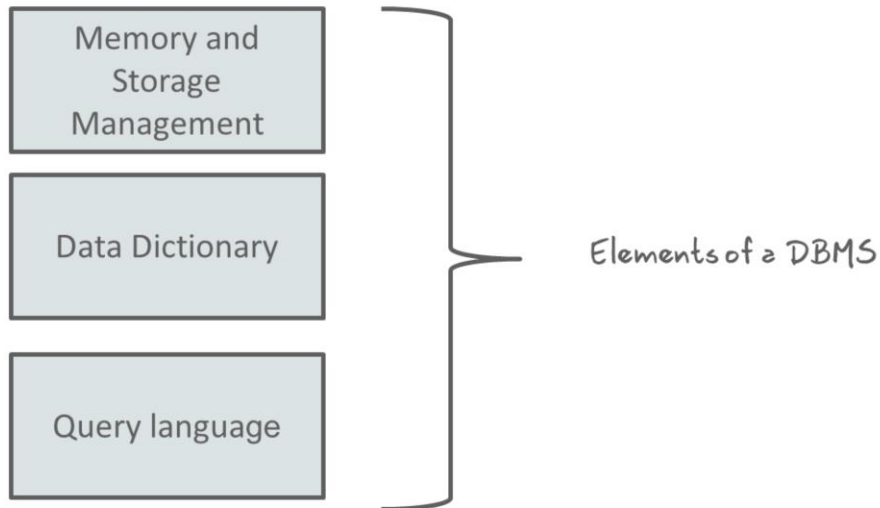 Memory and
Storage
Management
Data Dictionary
Elements of a DBMS
Query language